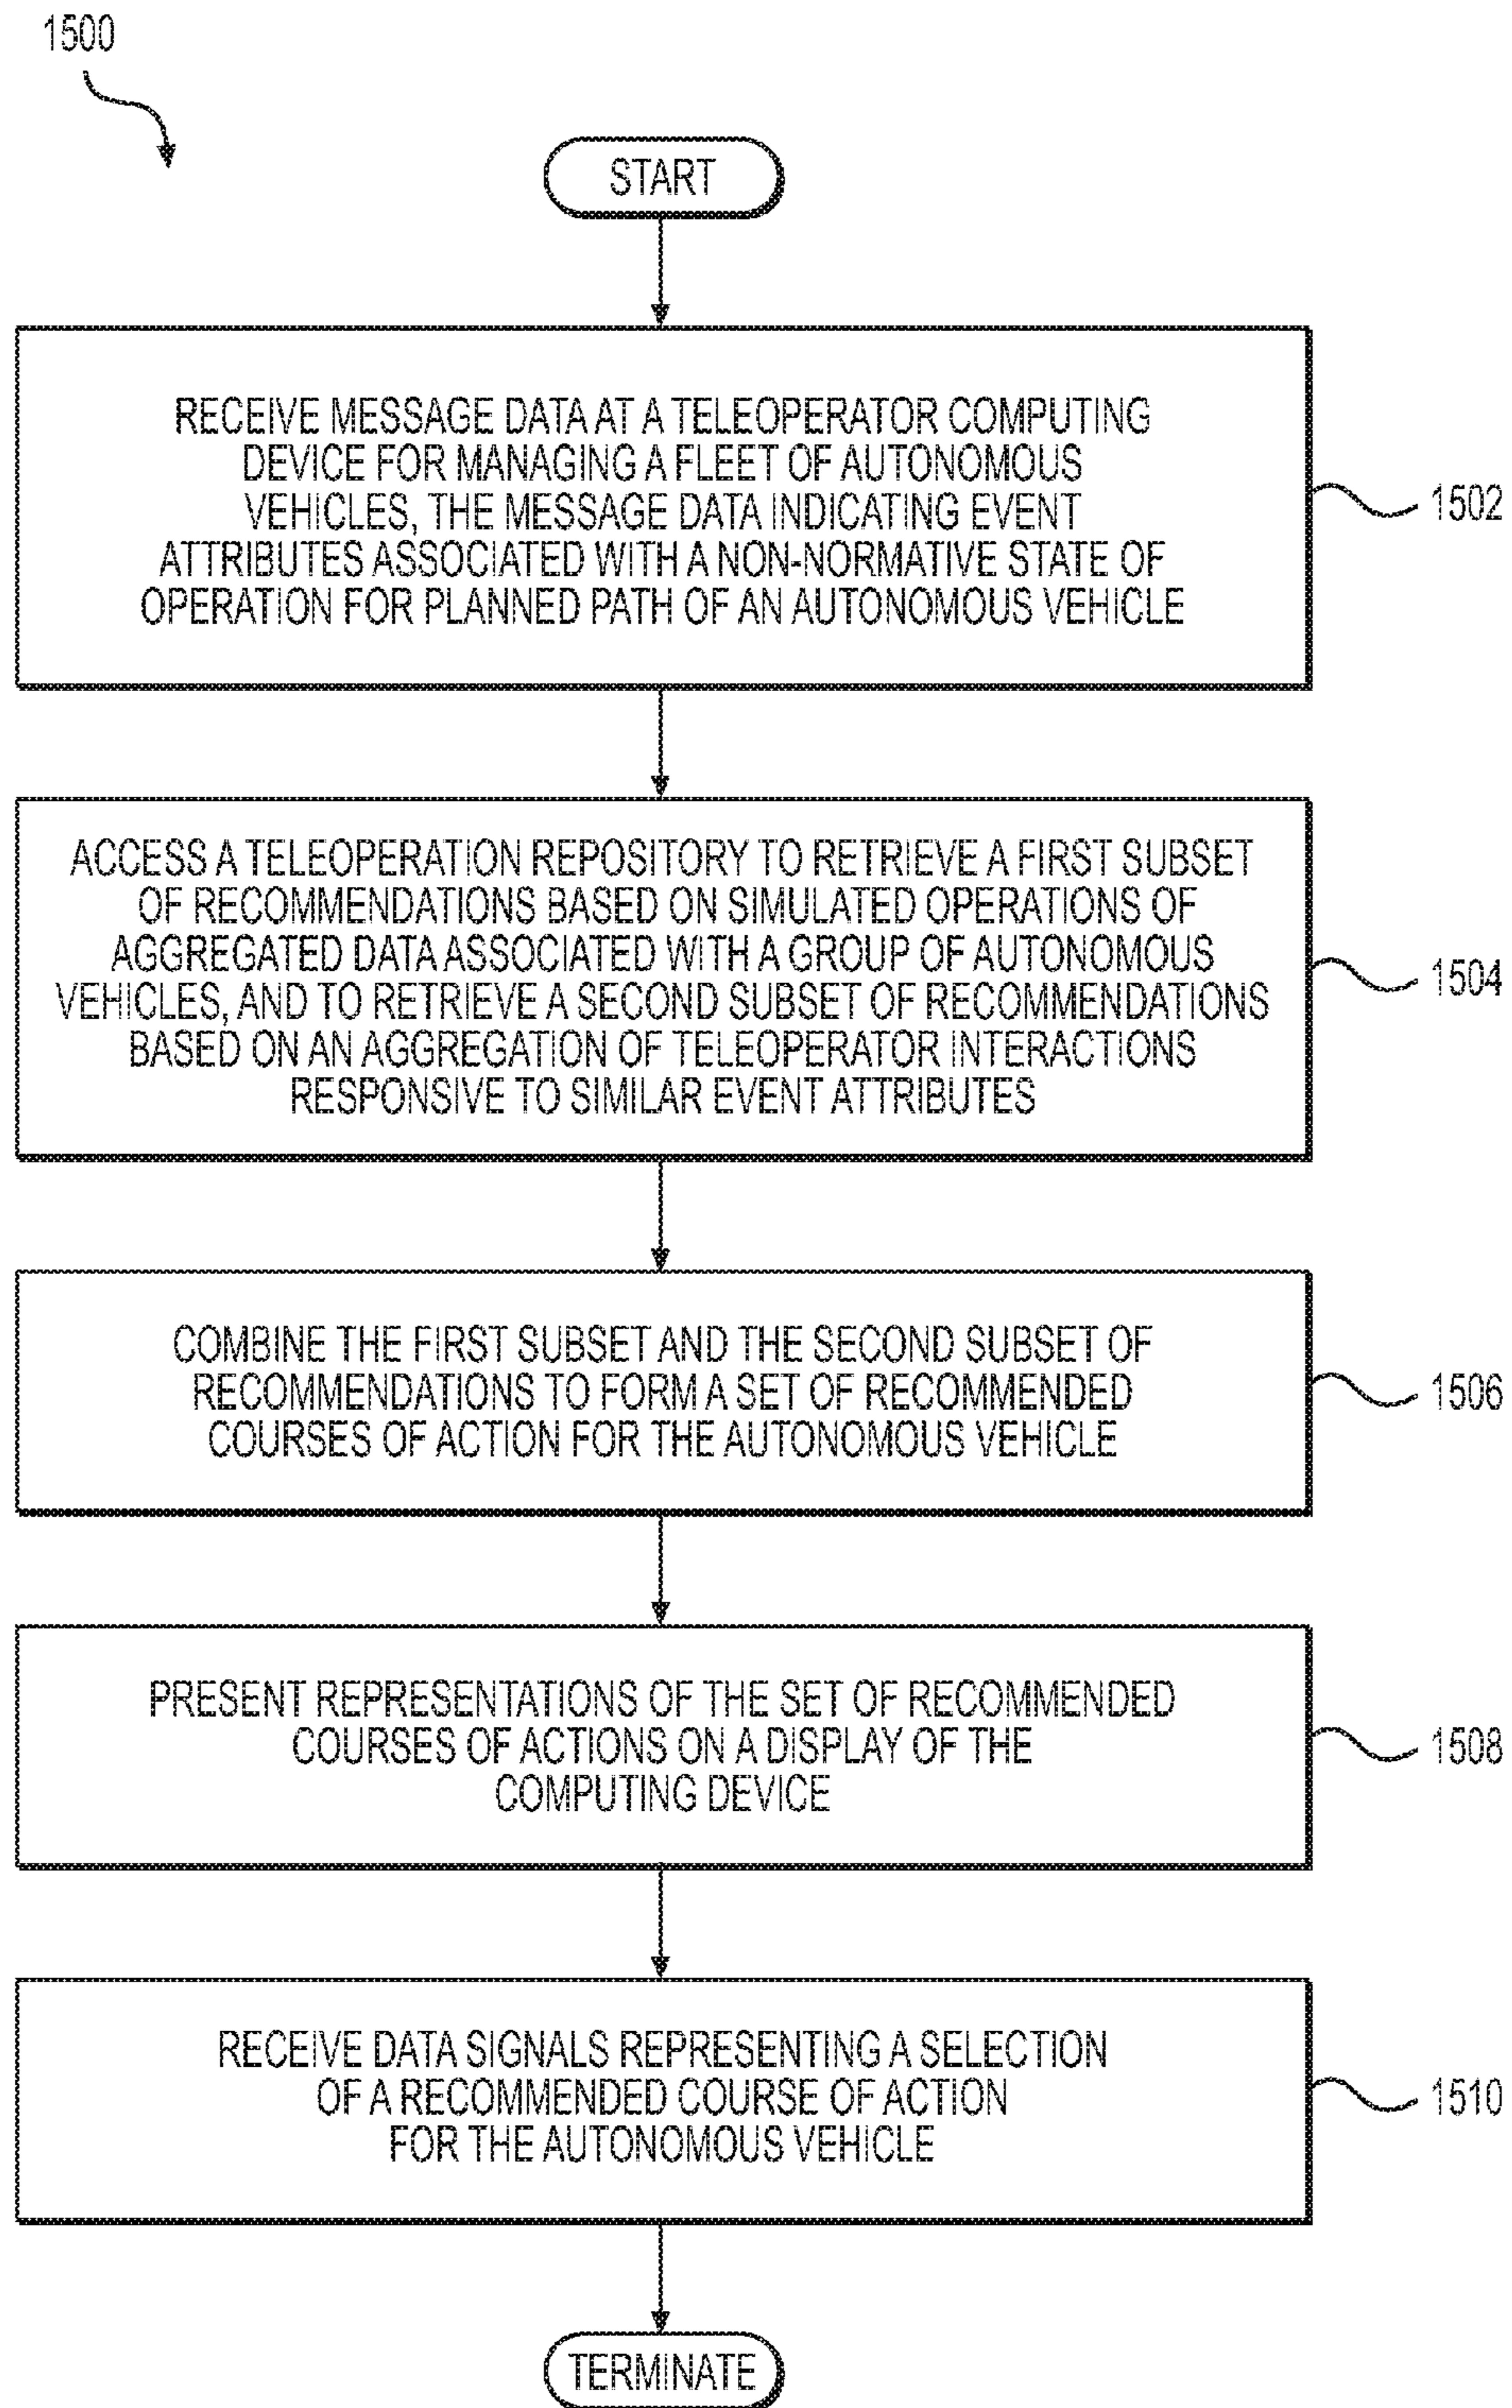 1500
START
RECEIVE MESSAGE DATA AT A TELEOPERATOR COMPUTING
DEVICE FOR MANAGING A FLEET OF AUTONOMOUS
VEHICLES, THE MESSAGE DATA INDICATING EVENT
ATTRIBUTES ASSOCIATED WITH A NON-NORMATIVE STATE OF
OPERATION FOR PLANNED PATH OF AN AUTONOMOUS VEHICLE
1502
ACCESS A TELEOPERATION REPOSITORY TO RETRIEVE A FIRST SUBSET
OF RECOMMENDATIONS BASED ON SIMULATED OPERATIONS OF
AGGREGATED DATA ASSOCIATED WITH A GROUP OF AUTONOMOUS
VEHICLES, AND TO RETRIEVE A SECOND SUBSET OF RECOMMENDATIONS
BASED ON AN AGGREGATION OF TELEOPERATOR INTERACTIONS
RESPONSIVE TO SIMILAR EVENT ATTRIBUTES
1504
COMBINE THE FIRST SUBSET AND THE SECOND SUBSET OF
RECOMMENDATIONS TO FORM A SET OF RECOMMENDED
COURSES OF ACTION FOR THE AUTONOMOUS VEHICLE
1506
PRESENT REPRESENTATIONS OF THE SET OF RECOMMENDED
COURSES OF ACTIONS ON A DISPLAY OF THE
COMPUTING DEVICE
1508
RECEIVE DATA SIGNALS REPRESENTING A SELECTION
OF A RECOMMENDED COURSE OF ACTION
FOR THE AUTONOMOUS VEHICLE
1510
TERMINATE